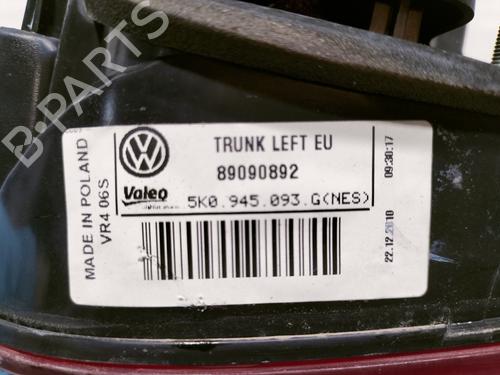 B-PARTS
MADE IN POLAND
VR4 06S
Valeo
TRUNK LEFT EU
89090892
5K0.945.093.G(NES)
09:30:17
22.12.2010